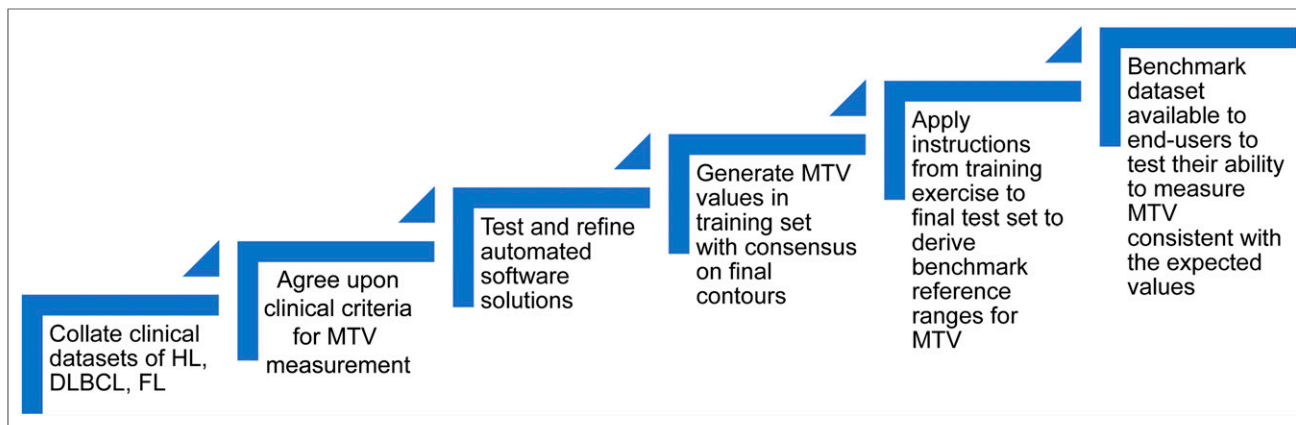 Collate clinical
datasets of HL,
DLBCL, FL
Agree upon
clinical criteria
for MTV
measurement
Test and refine
automated
software
solutions
Generate MTV
values in
training set
with consensus
on final
contours
Apply
instructions
from training
exercise to
final test set to
derive
benchmark
reference
ranges for
MTV
Benchmark
dataset
available to
end-users to
test their ability
to measure
MTV
consistent with
the expected
values